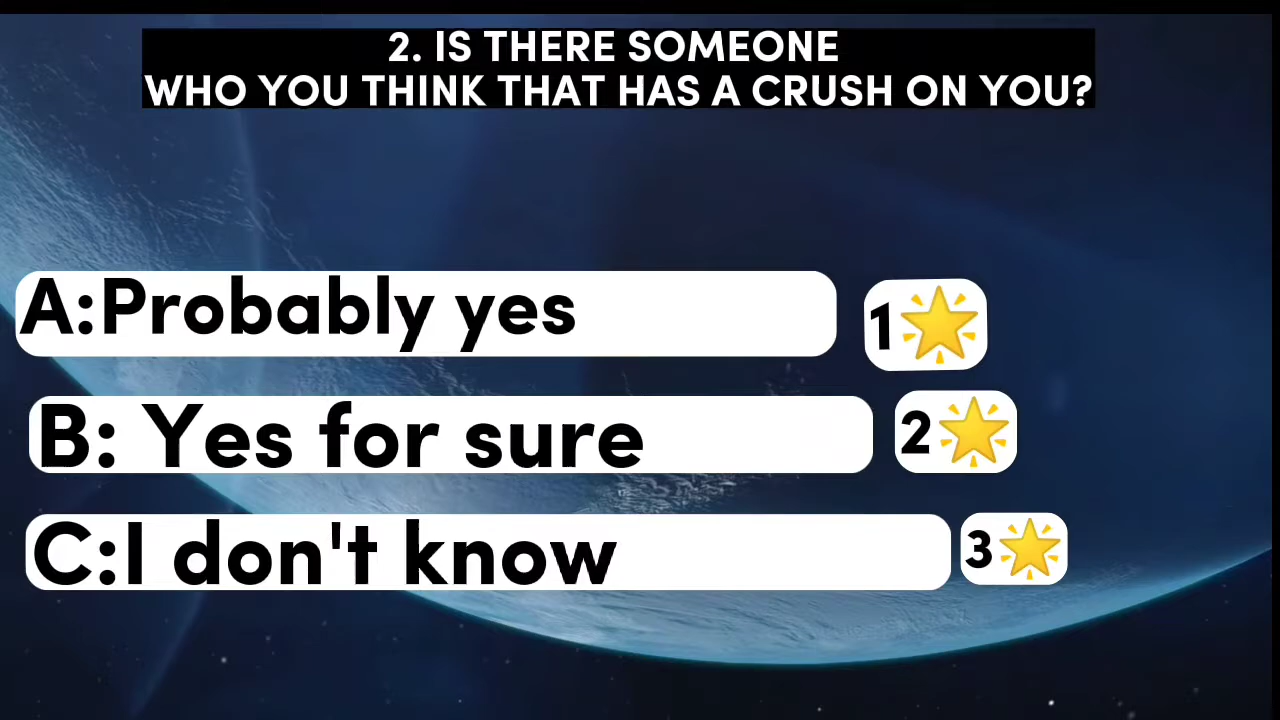 2. IS THERE SOMEONE
WHO YOU THINK THAT HAS A CRUSH ON YOU?
A:Probably yes
1🌟
B: Yes for sure
2🌟
C:I don't know
3🌟